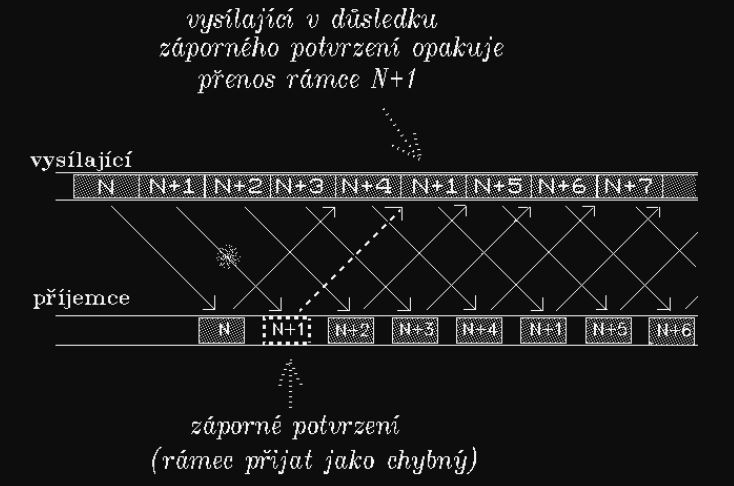 vysílající v důsledku
záporného potvrzení opakuje
přenos rámce N+1
vysílající
N N+1 N+2 N+3 N+4 N+1 N+5 N+6 N+7
příjemce
N N+1 N+2 N+3 N+4 N+1 N+5 N+6
záporné potvrzení
(rámec přijat jako chybný)